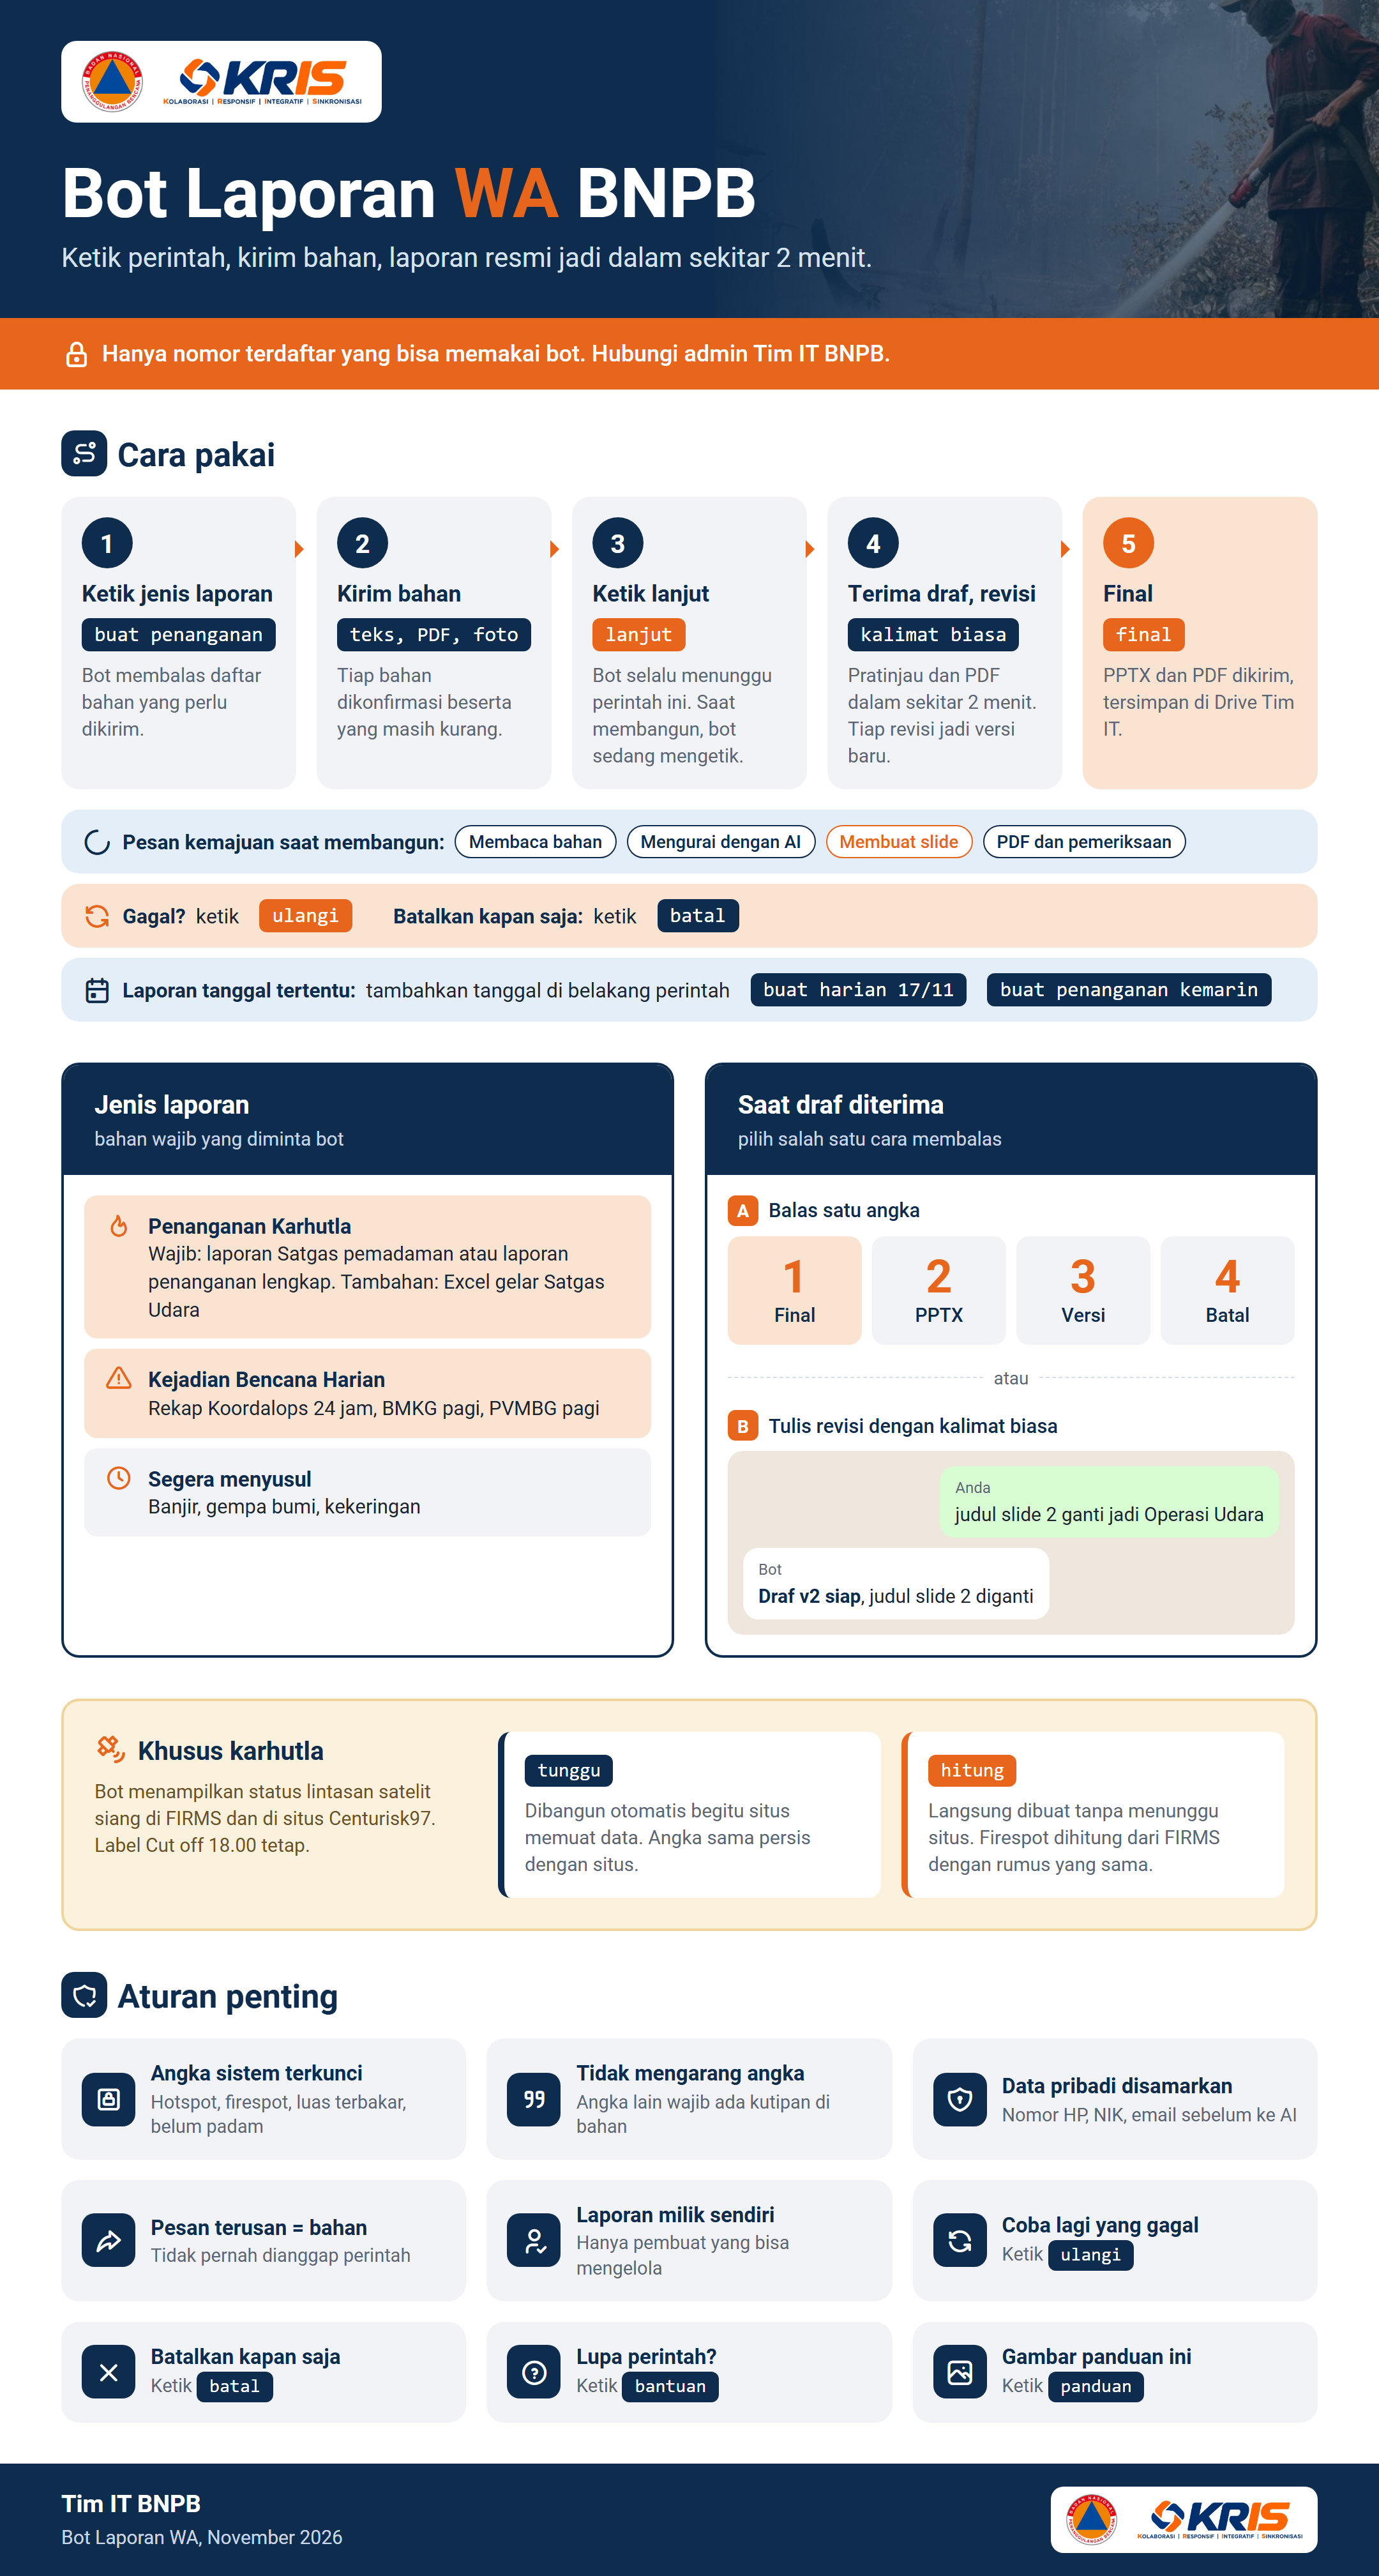 BADAN NASIONAL
PENANGGULANGAN BENCANA
KRIS
KOLABORASI | RESPONSIF | INTEGRATIF | SINKRONISASI
Bot Laporan WA BNPB
Ketik perintah, kirim bahan, laporan resmi jadi dalam sekitar 2 menit.
Hanya nomor terdaftar yang bisa memakai bot. Hubungi admin Tim IT BNPB.
Cara pakai
1
Ketik jenis laporan
buat penanganan
Bot membalas daftar
bahan yang perlu
dikirim.
2
Kirim bahan
teks, PDF, foto
Tiap bahan
dikonfirmasi beserta
yang masih kurang.
3
Ketik lanjut
lanjut
Bot selalu menunggu
perintah ini. Saat
membangun, bot
sedang mengetik.
4
Terima draf, revisi
kalimat biasa
Pratinjau dan PDF
dalam sekitar 2 menit.
Tiap revisi jadi versi
baru.
5
Final
final
PPTX dan PDF dikirim,
tersimpan di Drive Tim
IT.
Pesan kemajuan saat membangun: Membaca bahan Mengurai dengan AI Membuat slide PDF dan pemeriksaan
Gagal? ketik ulangi Batalkan kapan saja: ketik batal
Laporan tanggal tertentu: tambahkan tanggal di belakang perintah buat harian 17/11 buat penanganan kemarin
Jenis laporan
bahan wajib yang diminta bot
Penanganan Karhutla
Wajib: laporan Satgas pemadaman atau laporan
penanganan lengkap. Tambahan: Excel gelar Satgas
Udara
Kejadian Bencana Harian
Rekap Koordalops 24 jam, BMKG pagi, PVMBG pagi
Segera menyusul
Banjir, gempa bumi, kekeringan
Saat draf diterima
pilih salah satu cara membalas
A Balas satu angka
1
Final
2
PPTX
3
Versi
4
Batal
atau
B Tulis revisi dengan kalimat biasa
Anda
judul slide 2 ganti jadi Operasi Udara
Bot
Draf v2 siap, judul slide 2 diganti
Khusus karhutla
Bot menampilkan status lintasan satelit
siang di FIRMS dan di situs Centurisk97.
Label Cut off 18.00 tetap.
tunggu
Dibangun otomatis begitu situs
memuat data. Angka sama persis
dengan situs.
hitung
Langsung dibuat tanpa menunggu
situs. Firespot dihitung dari FIRMS
dengan rumus yang sama.
Aturan penting
Angka sistem terkunci
Hotspot, firespot, luas terbakar,
belum padam
Tidak mengarang angka
Angka lain wajib ada kutipan di
bahan
Data pribadi disamarkan
Nomor HP, NIK, email sebelum ke AI
Pesan terusan = bahan
Tidak pernah dianggap perintah
Laporan milik sendiri
Hanya pembuat yang bisa
mengelola
Coba lagi yang gagal
Ketik ulangi
Batalkan kapan saja
Ketik batal
Lupa perintah?
Ketik bantuan
Gambar panduan ini
Ketik panduan
Tim IT BNPB
Bot Laporan WA, November 2026
BADAN NASIONAL
PENANGGULANGAN BENCANA
KRIS
KOLABORASI | RESPONSIF | INTEGRATIF | SINKRONISASI